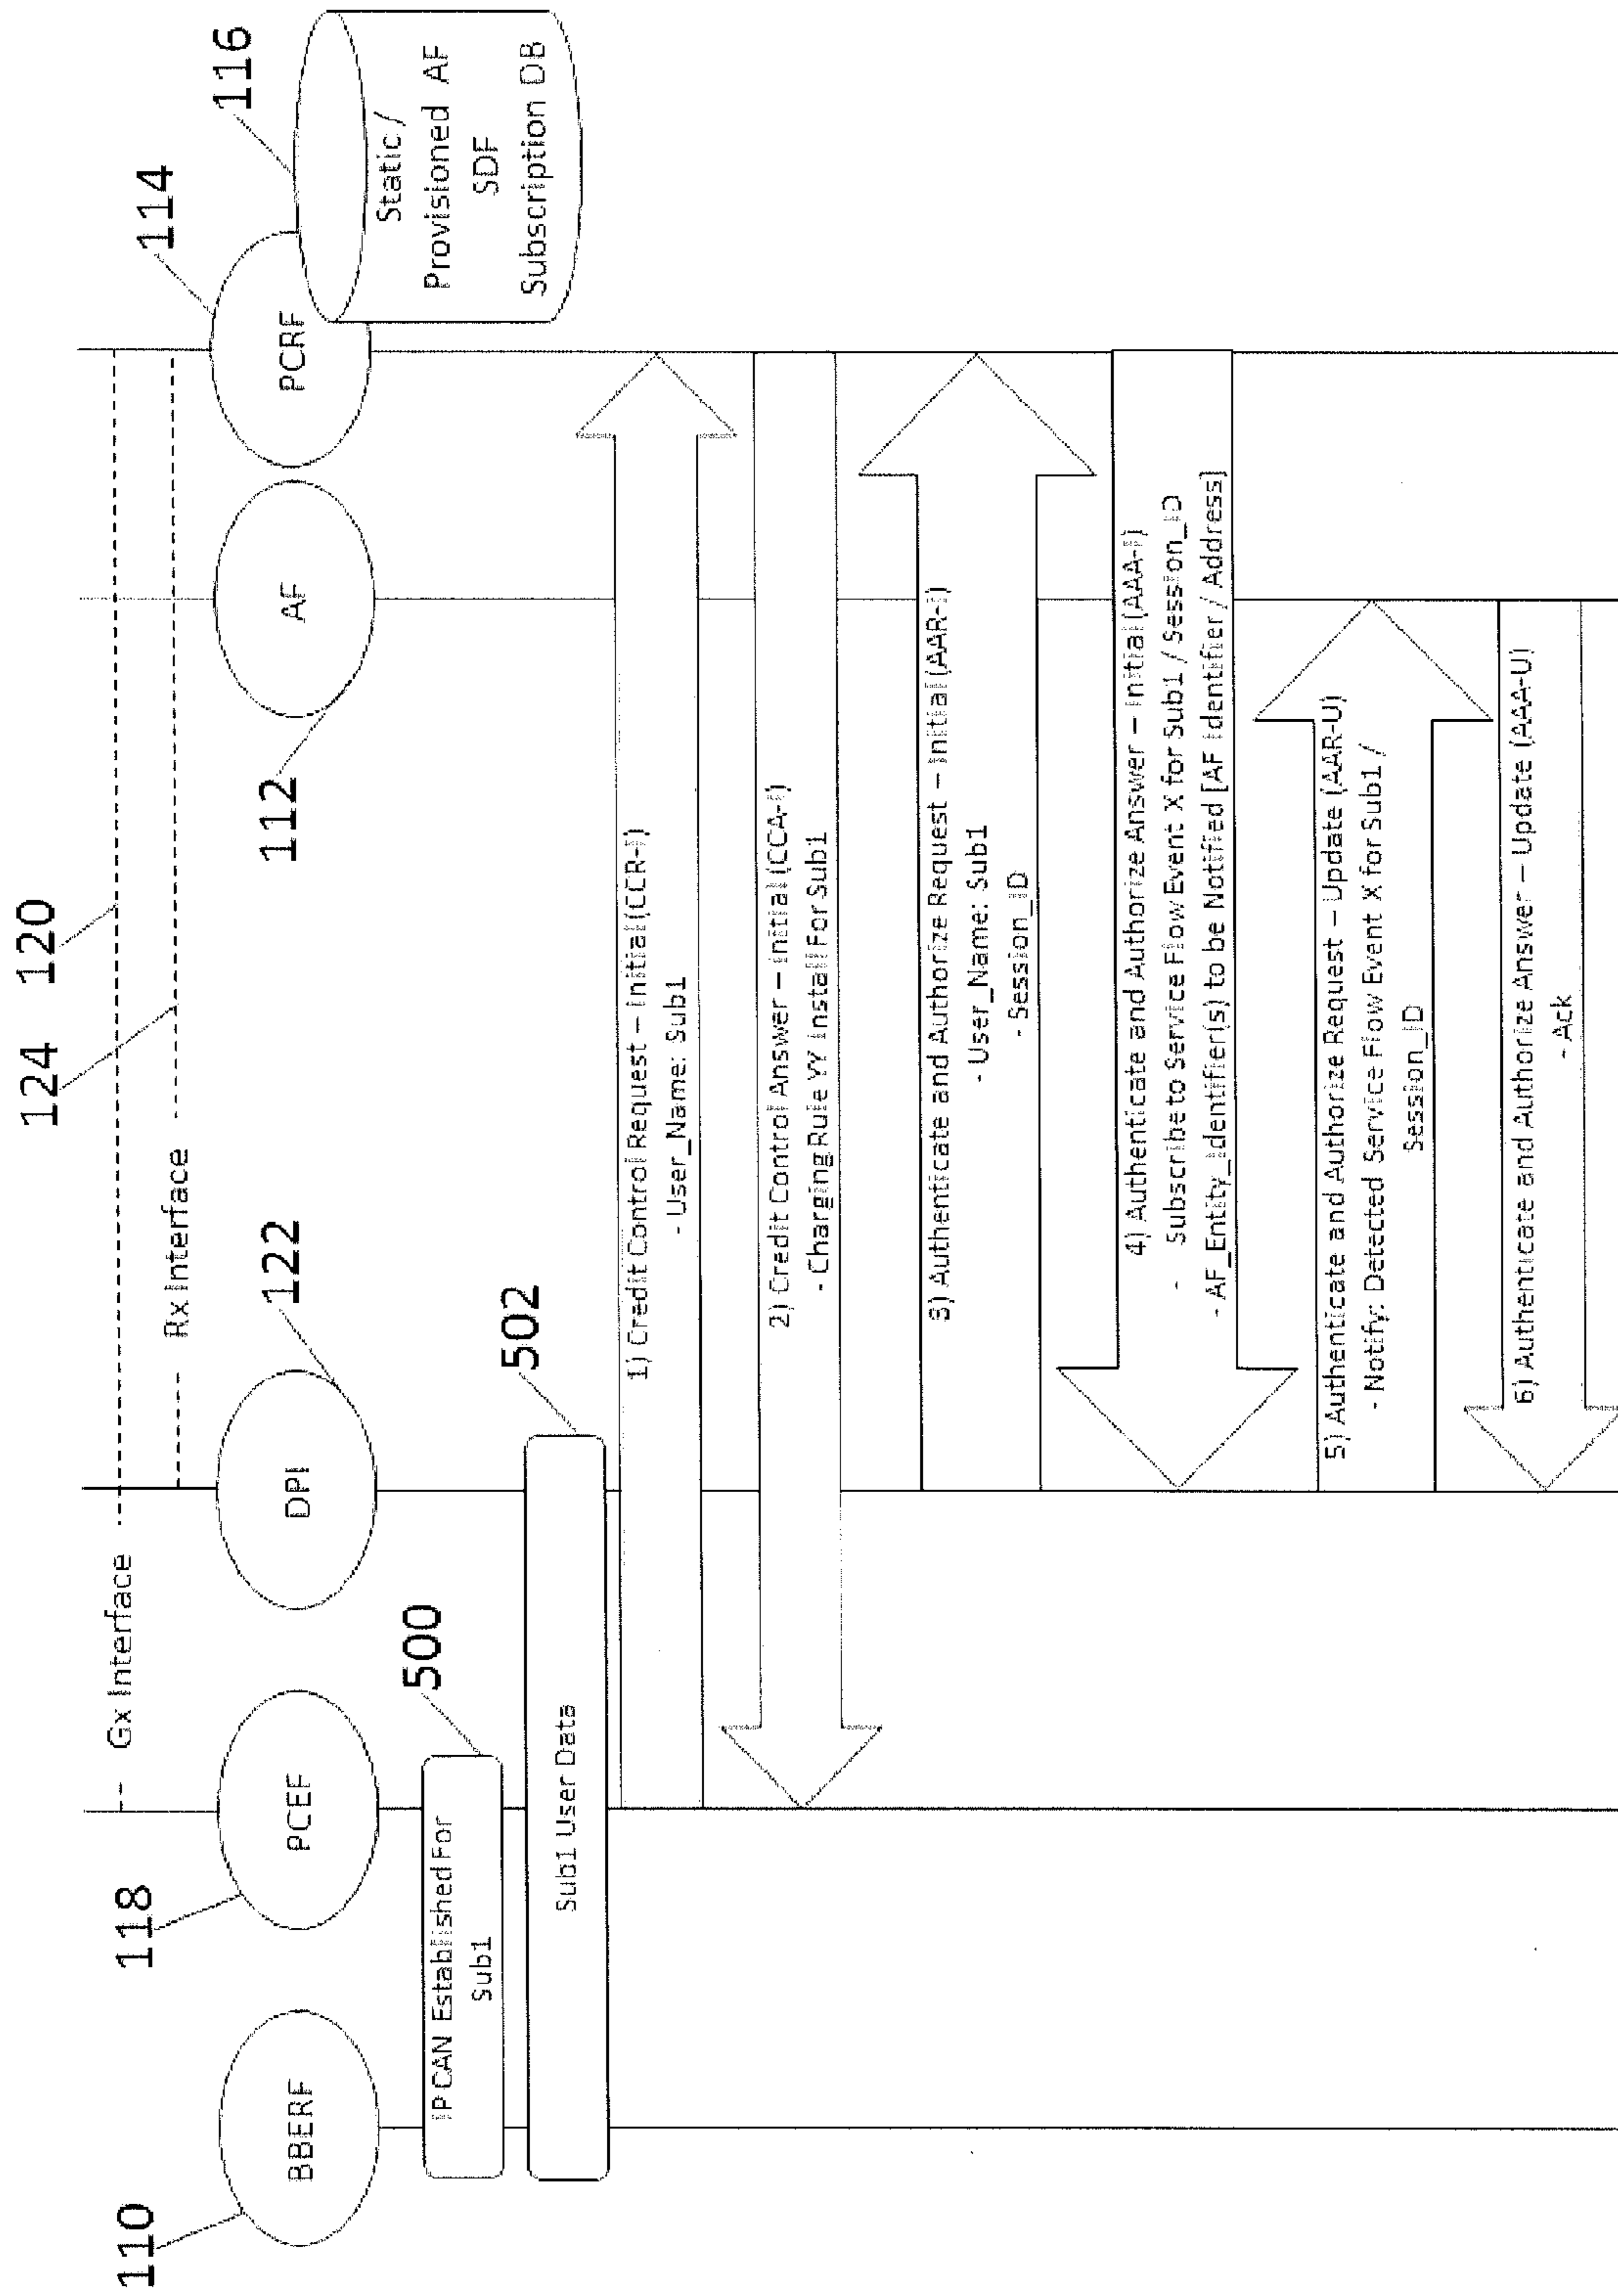 124
120
-- Gx Interface
Rx Interface
110
BBERF
118
PCEF
DPI
122
112
AF
PCRF
114
116
Static /
Provisioned AF
SDF
Subscription DB
IP CAN Established For
Sub1
500
Sub1 User Data
502
1) Credit Control Request – Initial (CCR-I)
- User_Name: Sub1
2) Credit Control Answer – Initial (CCA-I)
- Charging Rule YY Install For Sub1
3) Authenticate and Authorize Request – Initial (AAR-I)
- User_Name: Sub1
- Session_ID
4) Authenticate and Authorize Answer – Initial (AAA-I)
- Subscribe to Service Flow Event X for Sub1 / Session_ID
- AF_Entity_Identifier(s) to be Notified [AF Identifier / Address]
5) Authenticate and Authorize Request – Update (AAR-U)
- Notify: Detected Service Flow Event X for Sub1 /
Session_ID
6) Authenticate and Authorize Answer – Update (AAA-U)
- Ack